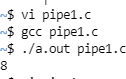 ~$ vi pipe1.c
~$ gcc pipe1.c
~$ ./a.out pipe1.c
8